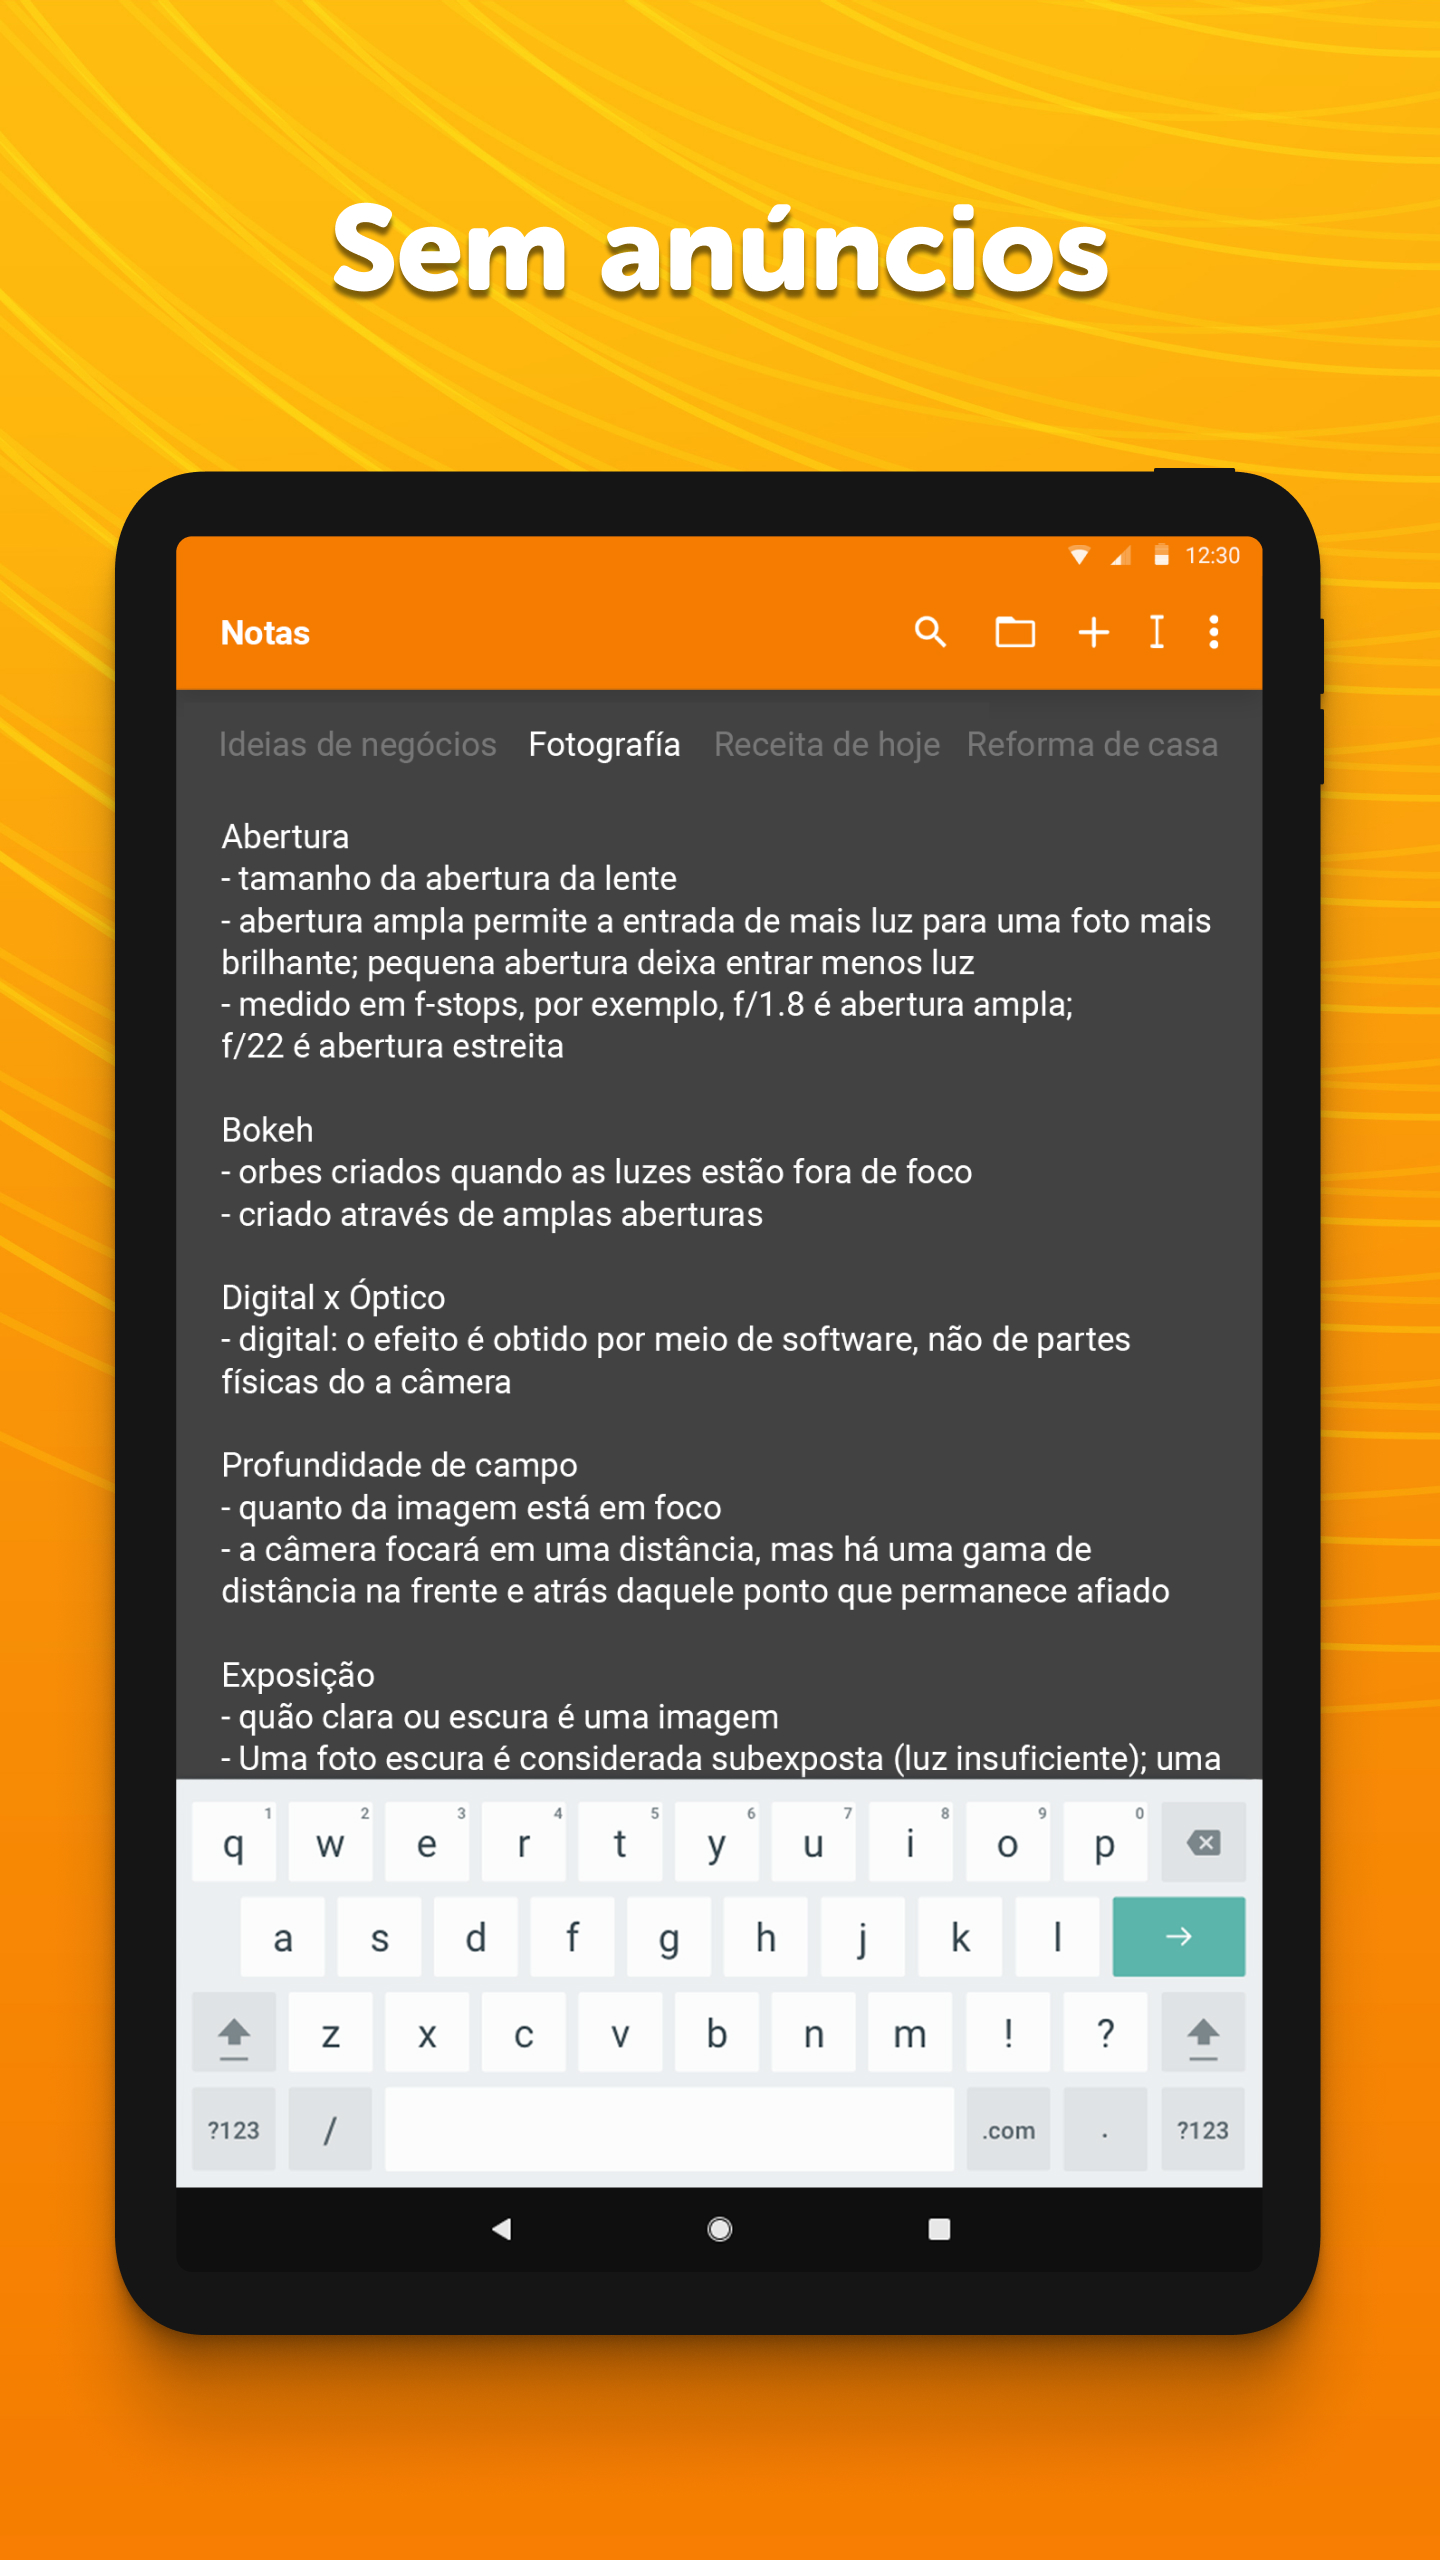 Sem anúncios
12:30
Notas
Ideias de negócios Fotografía Receita de hoje Reforma de casa
Abertura
- tamanho da abertura da lente
- abertura ampla permite a entrada de mais luz para uma foto mais
brilhante; pequena abertura deixa entrar menos luz
- medido em f-stops, por exemplo, f/1.8 é abertura ampla;
f/22 é abertura estreita
Bokeh
- orbes criados quando as luzes estão fora de foco
- criado através de amplas aberturas
Digital x Óptico
- digital: o efeito é obtido por meio de software, não de partes
físicas do a câmera
Profundidade de campo
- quanto da imagem está em foco
- a câmera focará em uma distância, mas há uma gama de
distância na frente e atrás daquele ponto que permanece afiado
Exposição
- quão clara ou escura é uma imagem
- Uma foto escura é considerada subexposta (luz insuficiente); uma
1 2 3 4 5 6 7 8 9 0
q w e r t y u i o p
a s d f g h j k l
z x c v b n m ! ?
?123 / .com . ?123